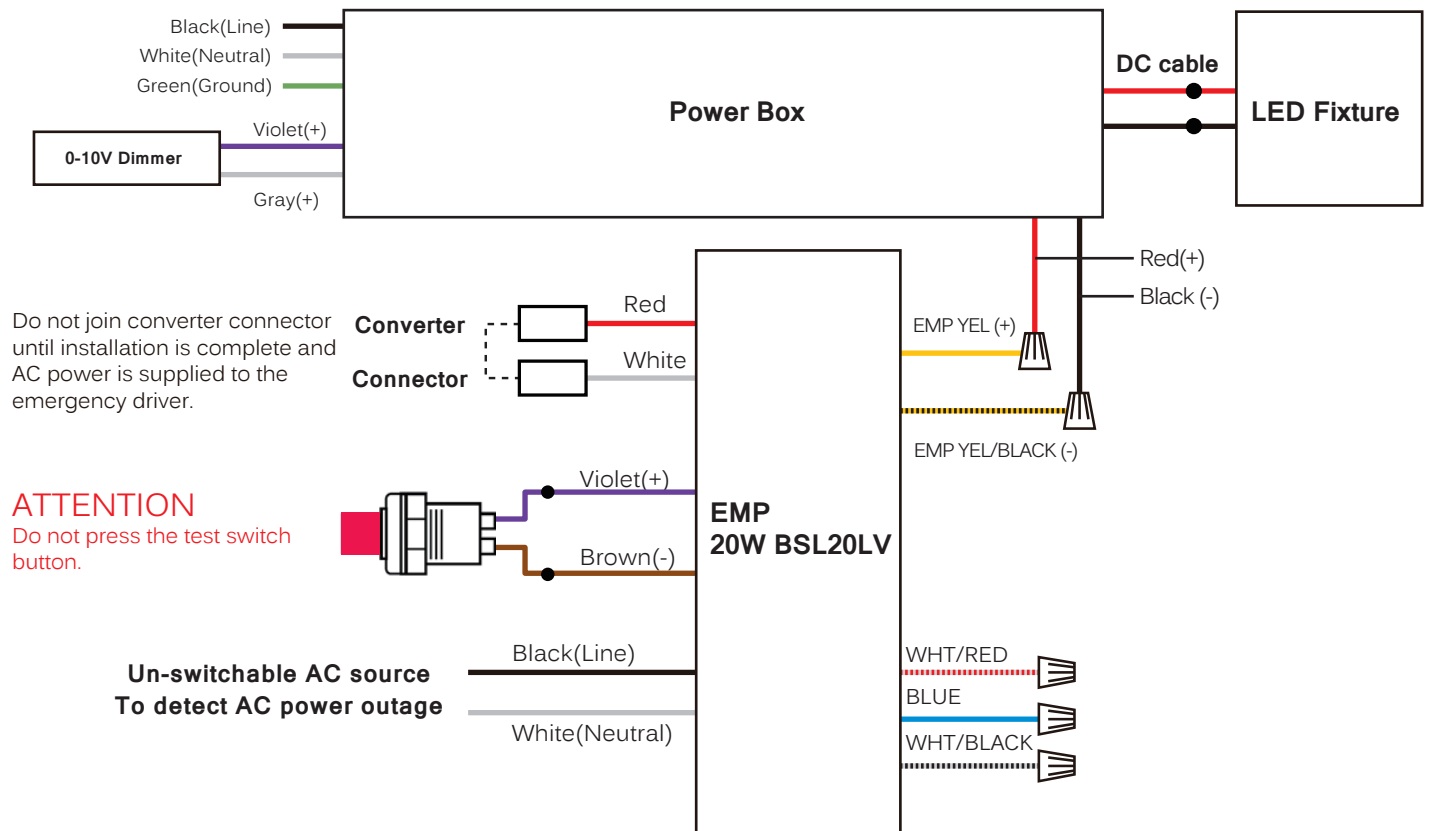 Black(Line)
White(Neutral)
Green(Ground)
Violet(+)
0-10V Dimmer
Gray(+)
Power Box
DC cable
LED Fixture
Red(+)
Black (-)
Do not join converter connector
until installation is complete and
AC power is supplied to the
emergency driver.
Converter
Connector
Red
White
EMP YEL (+)
EMP YEL/BLACK (-)
ATTENTION
Do not press the test switch
button.
Violet(+)
Brown(-)
EMP
20W BSL20LV
Un-switchable AC source
To detect AC power outage
Black(Line)
White(Neutral)
WHT/RED
BLUE
WHT/BLACK